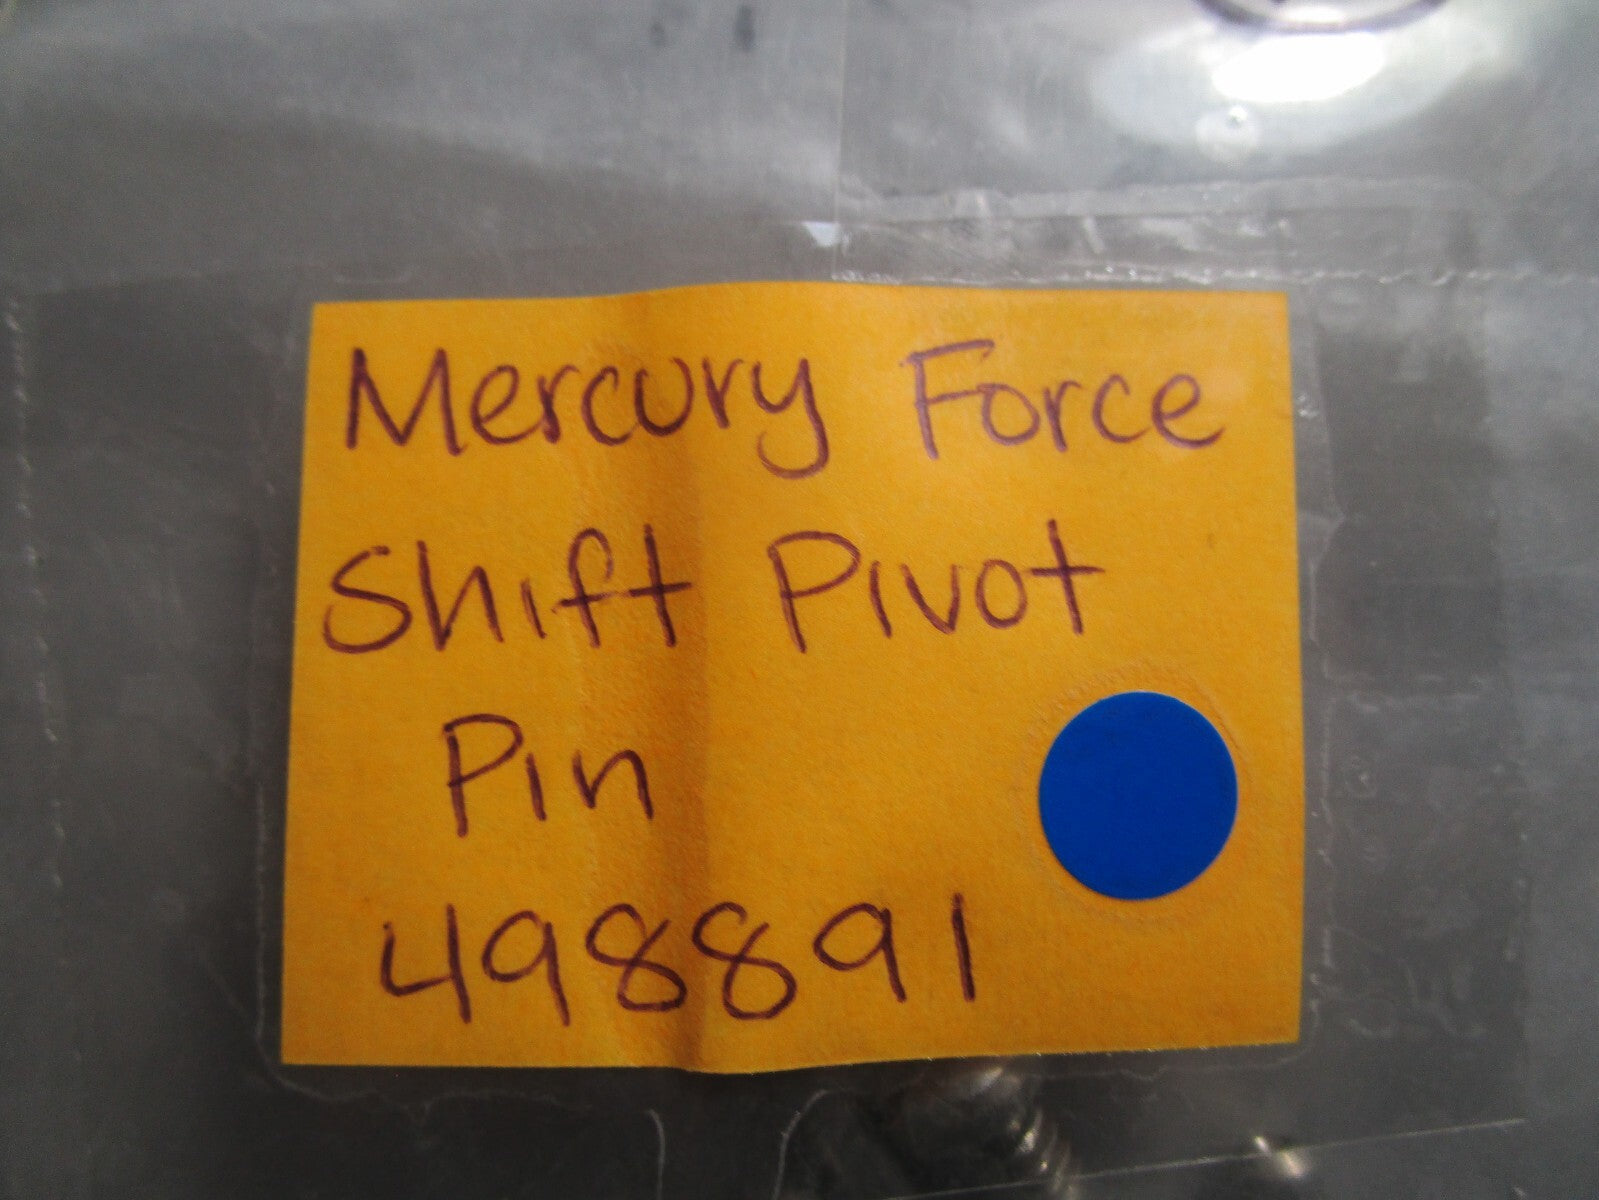 Mercury Force
Shift Pivot
Pin
498891